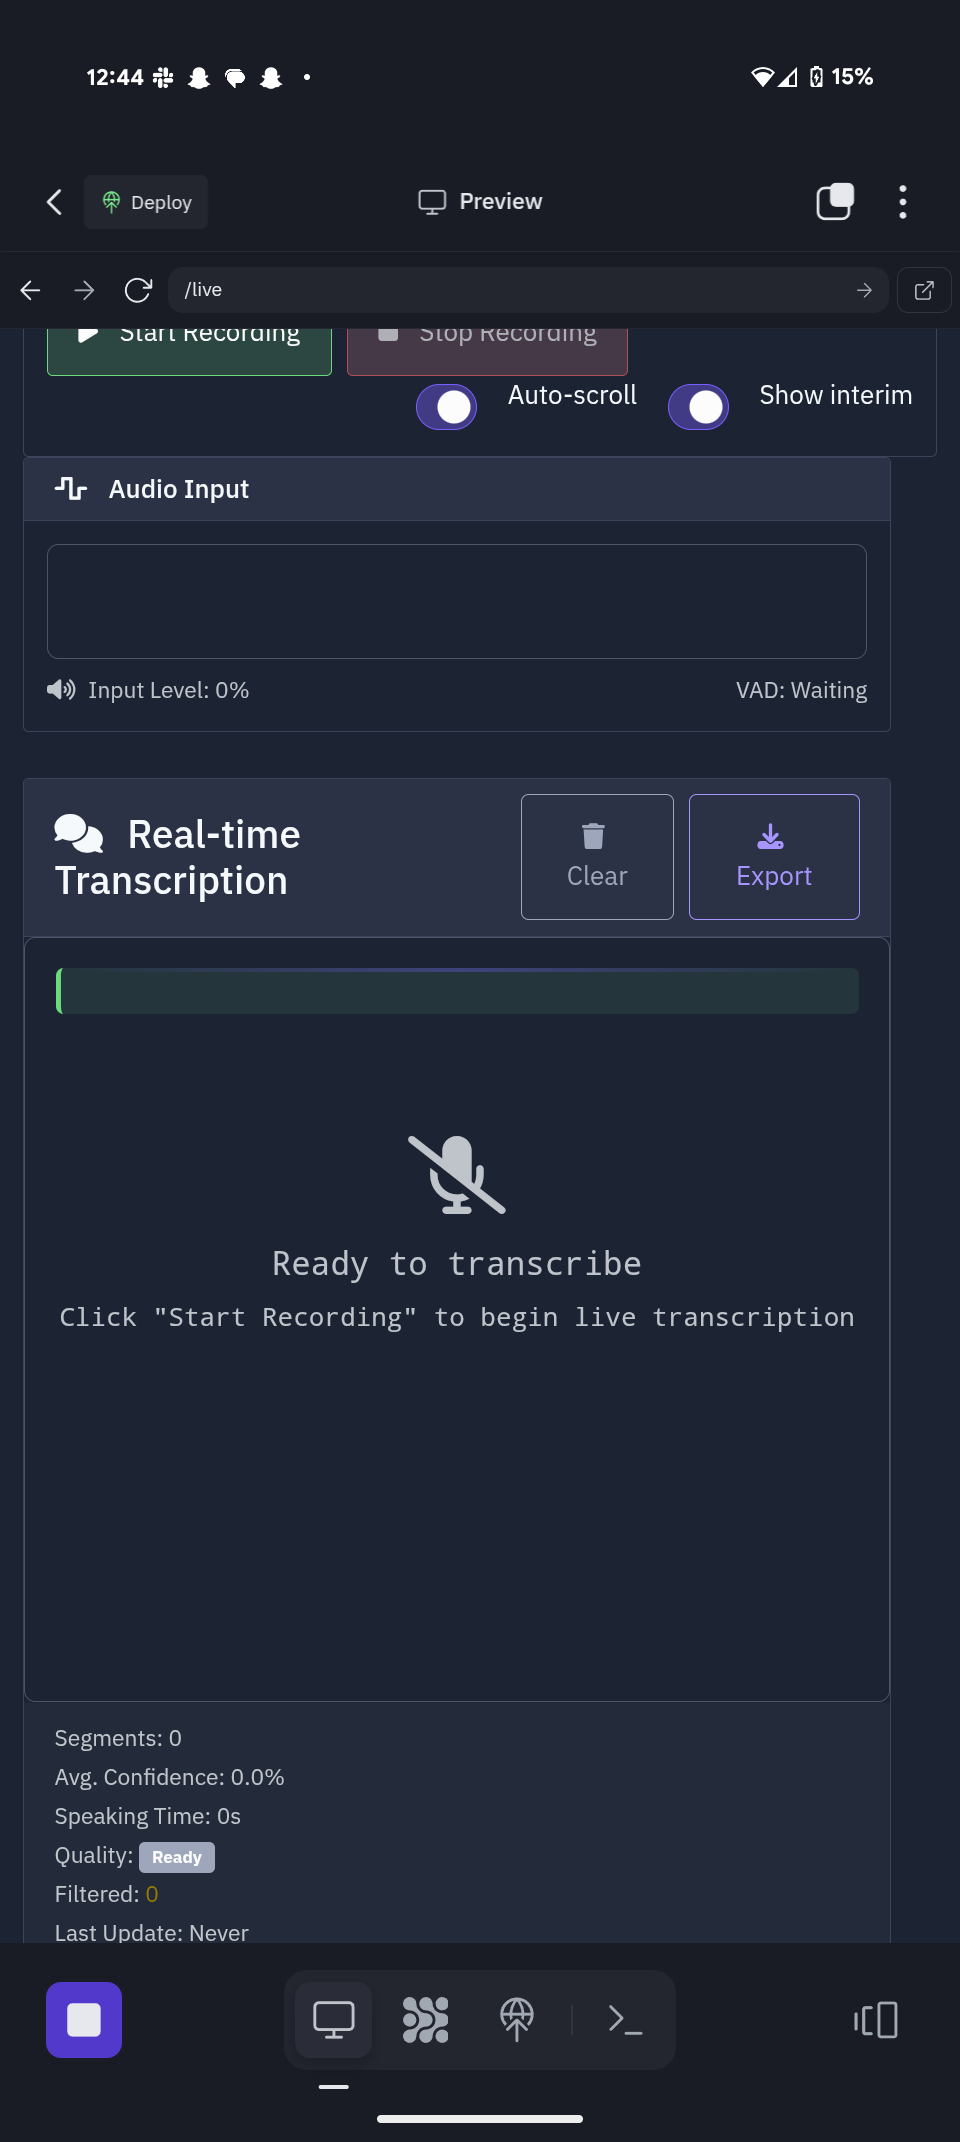 12:44
15%
Deploy
Preview
/live
Start Recording
Stop Recording
Auto-scroll
Show interim
Audio Input
Input Level: 0%
VAD: Waiting
Real-time
Transcription
Clear
Export
Ready to transcribe
Click "Start Recording" to begin live transcription
Segments: 0
Avg. Confidence: 0.0%
Speaking Time: 0s
Quality: Ready
Filtered: 0
Last Update: Never